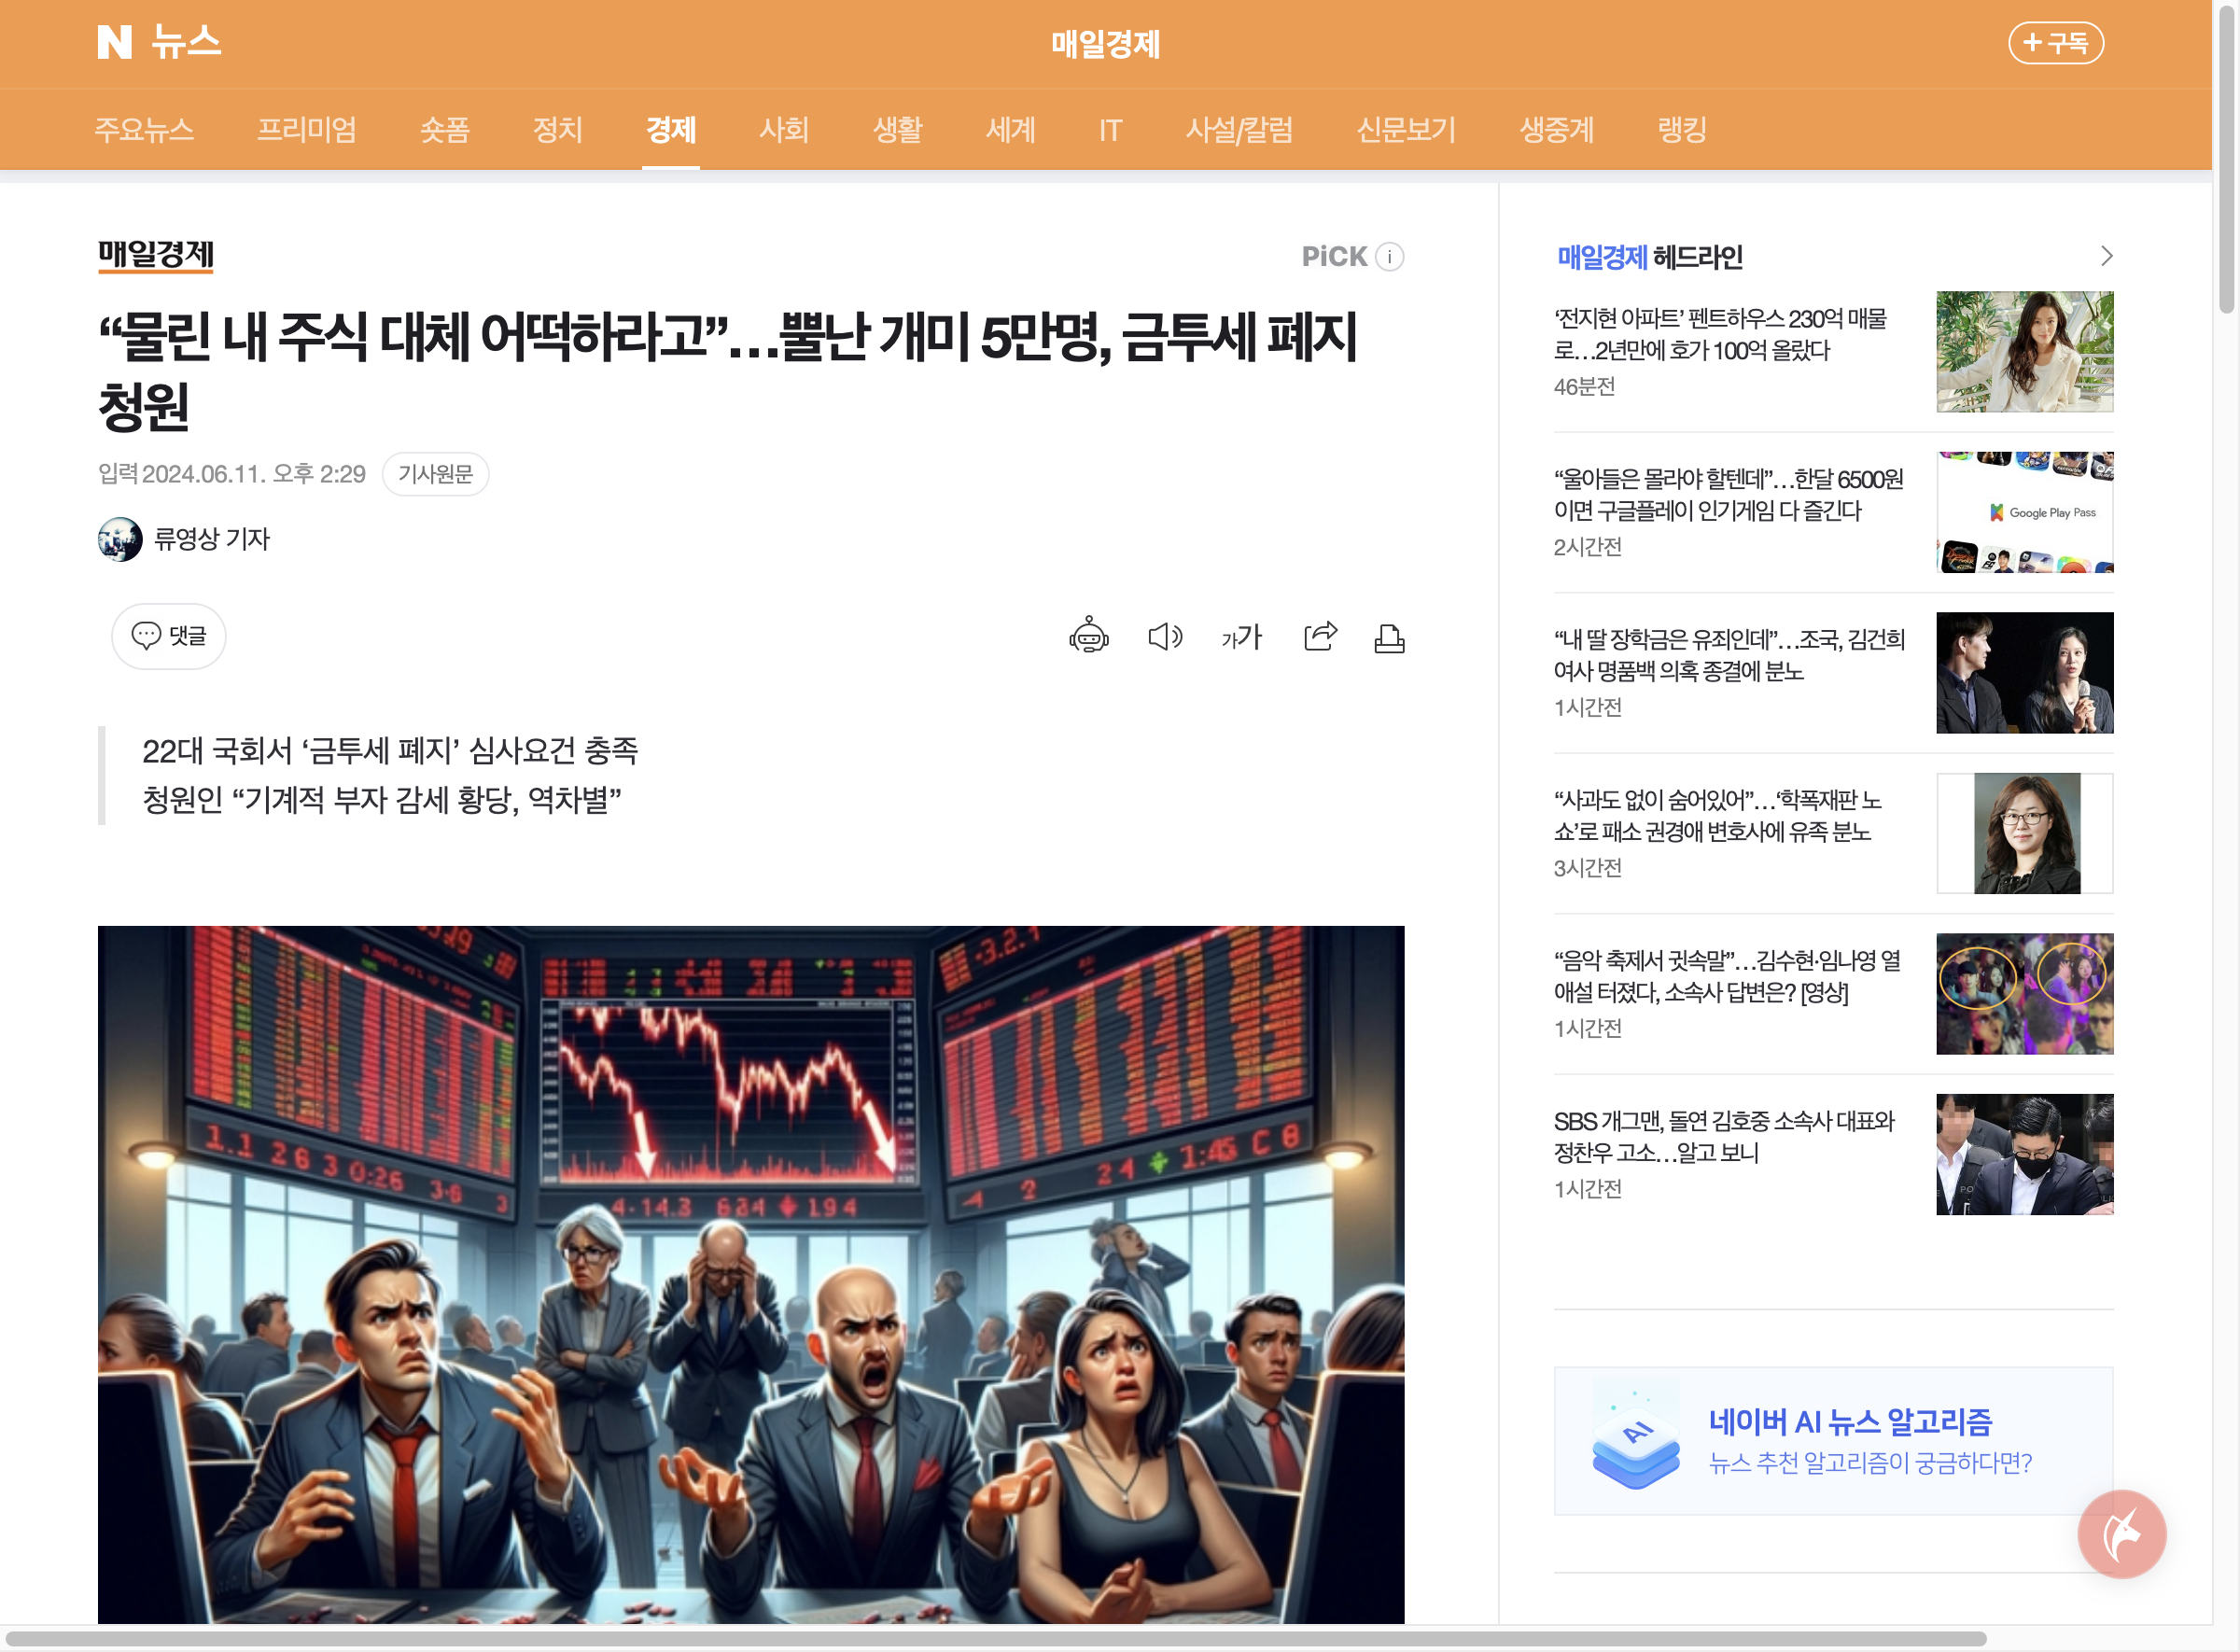 N 뉴스
매일경제
+ 구독
주요뉴스 프리미엄 숏폼 정치 경제 사회 생활 세계 IT 사설/칼럼 신문보기 생중계 랭킹
매일경제
PiCK i
“물린 내 주식 대체 어떡하라고”…뿔난 개미 5만명, 금투세 폐지
청원
입력 2024.06.11. 오후 2:29 기사원문
류영상 기자
댓글
가가
22대 국회서 ‘금투세 폐지’ 심사요건 충족
청원인 “기계적 부자 감세 황당, 역차별”
1.1 2 6 3 0:26 3·6 3
4·14.3 634 194
-4 2 2 4 1:45 C 8
매일경제 헤드라인
‘전지현 아파트’ 펜트하우스 230억 매물
로…2년만에 호가 100억 올랐다
46분전
“울아들은 몰라야 할텐데”…한달 6500원
이면 구글플레이 인기게임 다 즐긴다
2시간전
Google Play Pass
“내 딸 장학금은 유죄인데”…조국, 김건희
여사 명품백 의혹 종결에 분노
1시간전
“사과도 없이 숨어있어”…‘학폭재판 노
쇼’로 패소 권경애 변호사에 유족 분노
3시간전
“음악 축제서 귓속말”…김수현·임나영 열
애설 터졌다, 소속사 답변은? [영상]
1시간전
SBS 개그맨, 돌연 김호중 소속사 대표와
정찬우 고소…알고 보니
1시간전
AI
네이버 AI 뉴스 알고리즘
뉴스 추천 알고리즘이 궁금하다면?